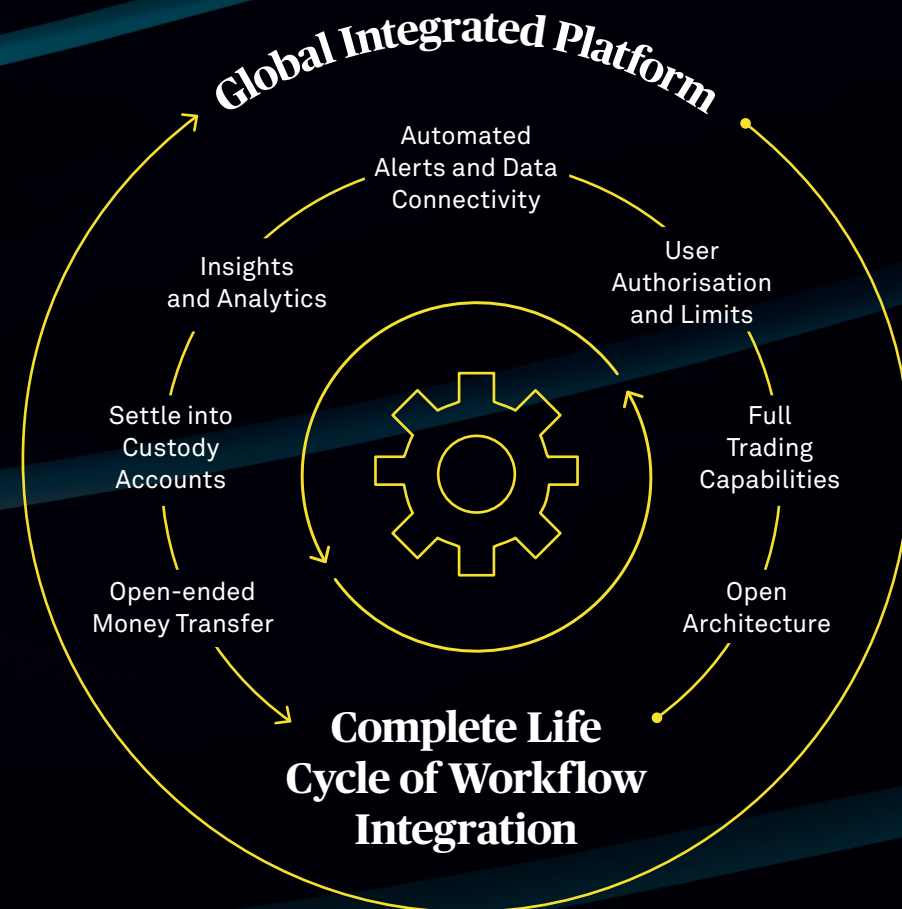 Global Integrated Platform
Automated
Alerts and Data
Connectivity
User
Authorisation
and Limits
Insights
and Analytics
Full
Trading
Capabilities
Settle into
Custody
Accounts
Open
Architecture
Open-ended
Money Transfer
Complete Life
Cycle of Workflow
Integration